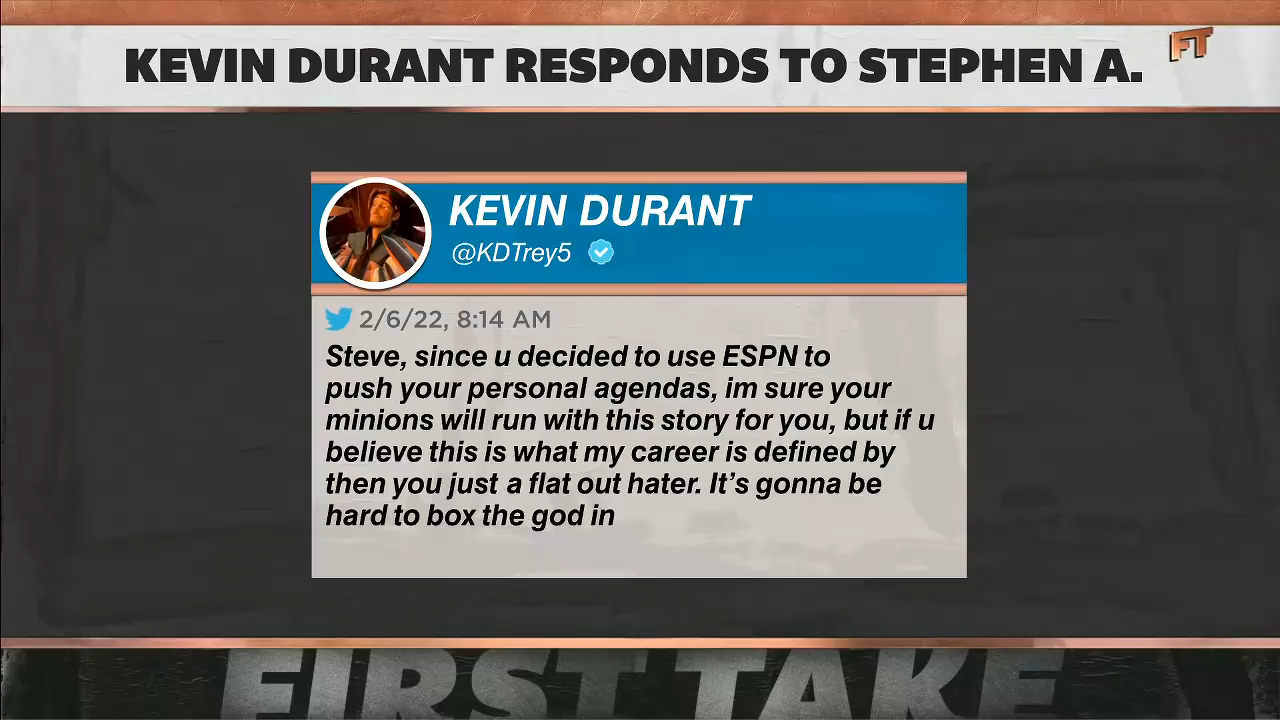 KEVIN DURANT RESPONDS TO STEPHEN A.
FT
KEVIN DURANT
@KDTrey5
2/6/22, 8:14 AM
Steve, since u decided to use ESPN to
push your personal agendas, im sure your
minions will run with this story for you, but if u
believe this is what my career is defined by
then you just a flat out hater. It's gonna be
hard to box the god in
FIRST TAKE